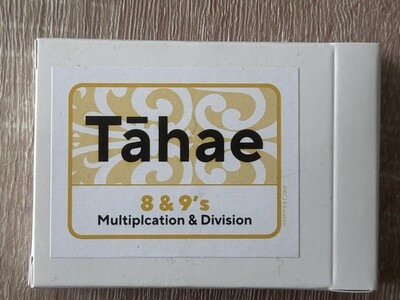 Tāhae
8 & 9's
Multiplcation & Division